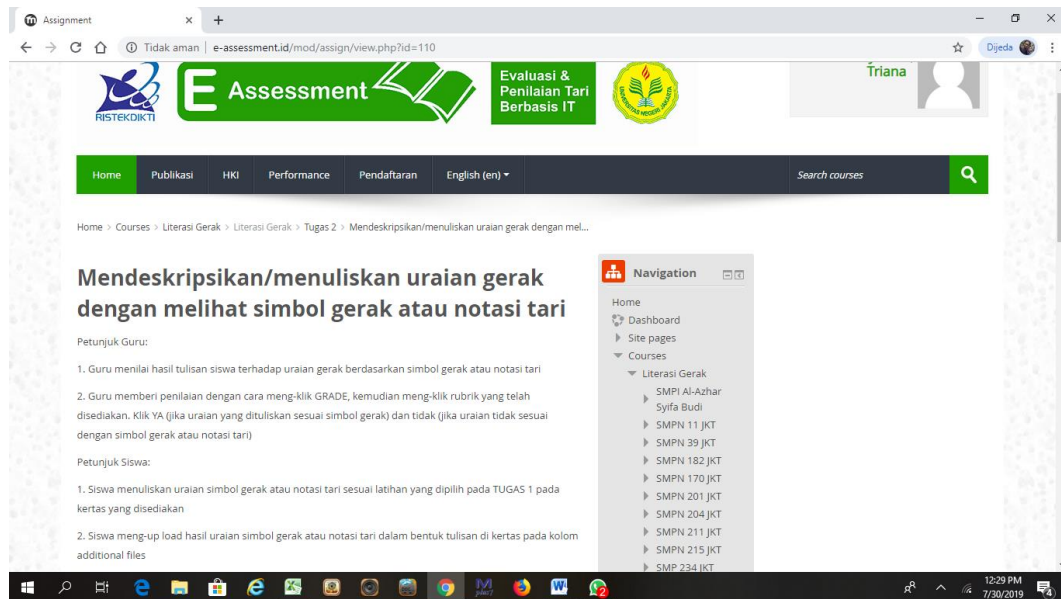 Assignment
Dijeda
Tidak aman | e-assessment.id/mod/assign/view.php?id=110
RISTEKDIKTI
E Assessment
Evaluasi &
Penilaian Tari
Berbasis IT
Triana
Home Publikasi HKI Performance Pendaftaran English (en) Search courses
Home > Courses > Literasi Gerak > Literasi Gerak > Tugas 2 > Mendeskripsikan/menuliskan uraian gerak dengan mel...
Mendeskripsikan/menuliskan uraian gerak
dengan melihat simbol gerak atau notasi tari
Petunjuk Guru:
1. Guru menilai hasil tulisan siswa terhadap uraian gerak berdasarkan simbol gerak atau notasi tari
2. Guru memberi penilaian dengan cara meng-klik GRADE, kemudian meng-klik rubrik yang telah
disediakan. Klik YA (jika uraian yang dituliskan sesuai simbol gerak) dan tidak (jika uraian tidak sesuai
dengan simbol gerak atau notasi tari)
Petunjuk Siswa:
1. Siswa menuliskan uraian simbol gerak atau notasi tari sesuai latihan yang dipilih pada TUGAS 1 pada
kertas yang disediakan
2. Siswa meng-up load hasil uraian simbol gerak atau notasi tari dalam bentuk tulisan di kertas pada kolom
additional files
Navigation
Home
Dashboard
Site pages
Courses
Literasi Gerak
SMPI Al-Azhar
Syifa Budi
SMPN 11 JKT
SMPN 39 JKT
SMPN 182 JKT
SMPN 170 JKT
SMPN 201 JKT
SMPN 204 JKT
SMPN 211 JKT
SMPN 215 JKT
SMP 234 JKT
12:29 PM
7/30/2019